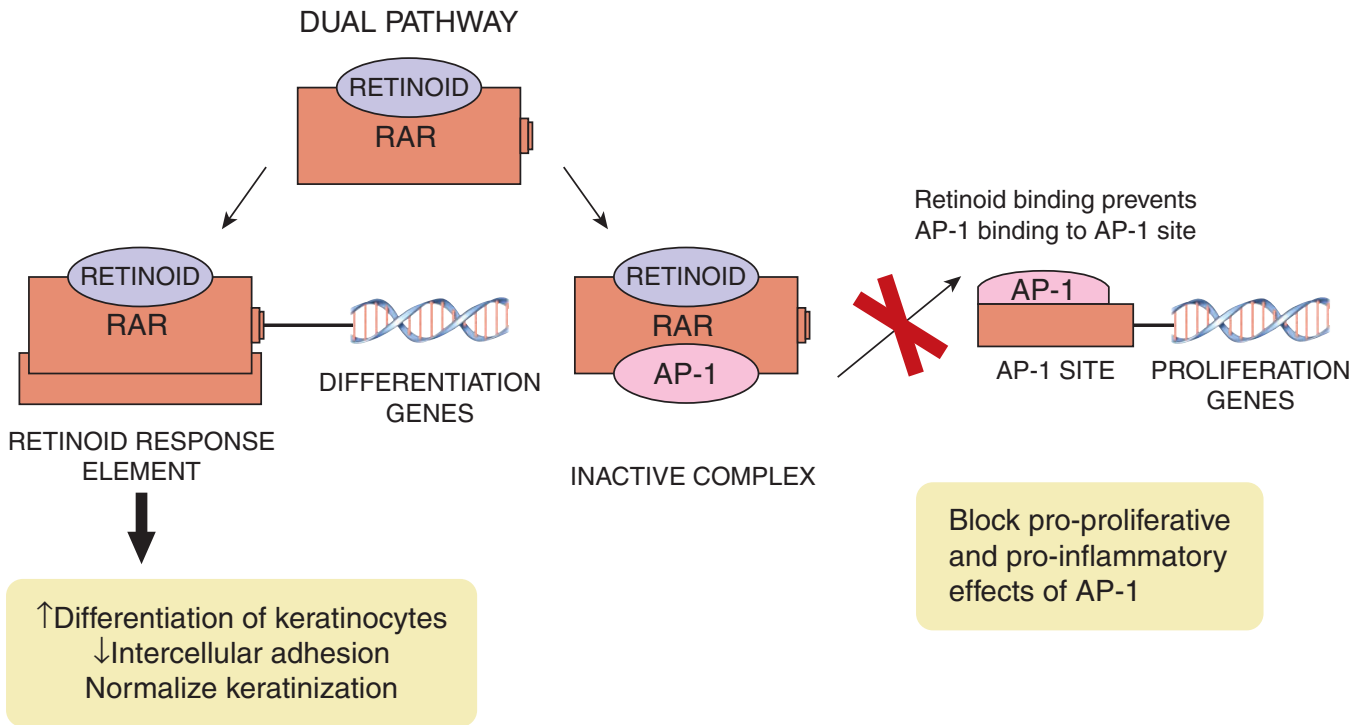 DUAL PATHWAY
RETINOID
RAR
RETINOID
RAR
DIFFERENTIATION
GENES
RETINOID RESPONSE
ELEMENT
↑Differentiation of keratinocytes
↓Intercellular adhesion
Normalize keratinization
RETINOID
RAR
AP-1
INACTIVE COMPLEX
Retinoid binding prevents
AP-1 binding to AP-1 site
AP-1
AP-1 SITE
PROLIFERATION
GENES
Block pro-proliferative
and pro-inflammatory
effects of AP-1